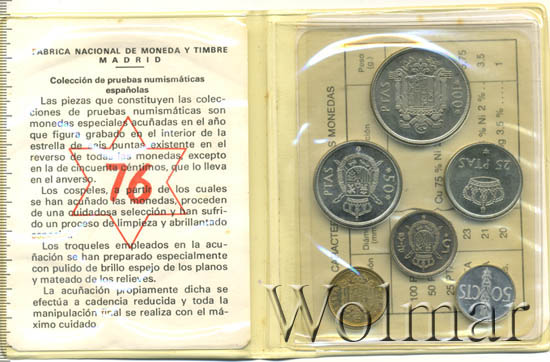 FABRICA NACIONAL DE MONEDA Y TIMBRE
MADRID
Colección de pruebas numismáticas
españolas
Las piezas que constituyen las colec-
ciones de pruebas numismáticas son
monedas especiales acuñadas en el año
que figura grabado en el interior de la
estrella de seis puntas existente en el
reverso de todas las monedas excepto
en la de cincuenta céntimos, que lo lleva
en el anverso.
Los cospeles, a partir de los cuales
se han acuñado las monedas, proceden
de una cuidadosa selección y han sufri-
do un proceso de limpieza y abrillantado
Los troqueles empleados en la acu-
ñación se han preparado especialmente
con pulido de brillo espejo de los planos
y mateado de los relieves.
La acuñación propiamente dicha se
efectúa a cadencia reducida y toda la
manipulación final se realiza con el má-
ximo cuidado
76
PTAS 100
PTAS 50
25 PTAS
50 CTS
Peso
(g.)
MONEDAS
Wolmar